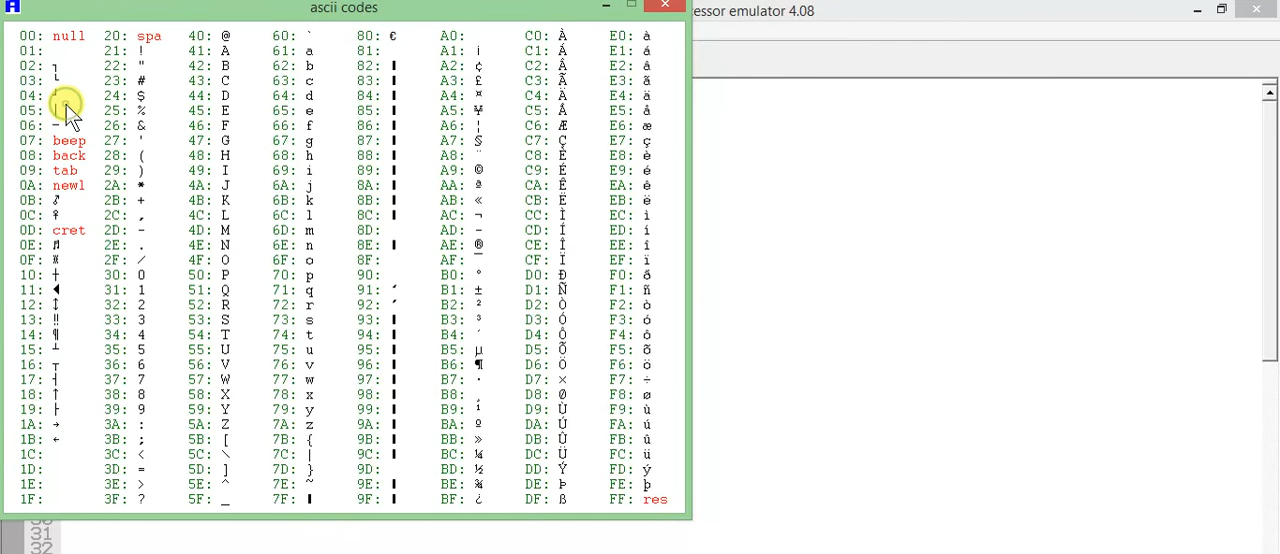 ascii codes
cessor emulator 4.08
00: null 20: spa 40: @ 60: ` 80: € A0: C0: À E0: à
01: 21: ! 41: A 61: a 81: A1: ¡ C1: Á E1: á
02: ┐ 22: " 42: B 62: b 82: ▌ A2: ¢ C2: Â E2: â
03: └ 23: # 43: C 63: c 83: ▌ A3: £ C3: Ã E3: ã
04: ┘ 24: $ 44: D 64: d 84: ▌ A4: ¤ C4: Ä E4: ä
05: │ 25: % 45: E 65: e 85: ▌ A5: ¥ C5: Å E5: å
06: ─ 26: & 46: F 66: f 86: ▌ A6: ¦ C6: Æ E6: æ
07: beep 27: ' 47: G 67: g 87: ▌ A7: § C7: Ç E7: ç
08: back 28: ( 48: H 68: h 88: ▌ A8: ¨ C8: È E8: è
09: tab 29: ) 49: I 69: i 89: ▌ A9: © C9: É E9: é
0A: newl 2A: * 4A: J 6A: j 8A: ▌ AA: ª CA: Ê EA: ê
0B: ♂ 2B: + 4B: K 6B: k 8B: ▌ AB: « CB: Ë EB: ë
0C: ♀ 2C: , 4C: L 6C: l 8C: ▌ AC: ¬ CC: Ì EC: ì
0D: cret 2D: - 4D: M 6D: m 8D: AD: - CD: Í ED: í
0E: ♫ 2E: . 4E: N 6E: n 8E: ▌ AE: ® CE: Î EE: î
0F: ¤ 2F: / 4F: O 6F: o 8F: AF: ¯ CF: Ï EF: ï
10: ┼ 30: 0 50: P 70: p 90: B0: ° D0: Ð F0: ð
11: ◄ 31: 1 51: Q 71: q 91: ‘ B1: ± D1: Ñ F1: ñ
12: ↕ 32: 2 52: R 72: r 92: ’ B2: ² D2: Ò F2: ò
13: ‼ 33: 3 53: S 73: s 93: ▌ B3: ³ D3: Ó F3: ó
14: ¶ 34: 4 54: T 74: t 94: ▌ B4: ´ D4: Ô F4: ô
15: ┴ 35: 5 55: U 75: u 95: ▌ B5: µ D5: Õ F5: õ
16: ┬ 36: 6 56: V 76: v 96: ▌ B6: ¶ D6: Ö F6: ö
17: ┤ 37: 7 57: W 77: w 97: ▌ B7: · D7: × F7: ÷
18: ↑ 38: 8 58: X 78: x 98: ▌ B8: ¸ D8: Ø F8: ø
19: ├ 39: 9 59: Y 79: y 99: ▌ B9: ¹ D9: Ù F9: ù
1A: → 3A: : 5A: Z 7A: z 9A: ▌ BA: º DA: Ú FA: ú
1B: ← 3B: ; 5B: [ 7B: { 9B: ▌ BB: » DB: Û FB: û
1C: 3C: < 5C: \ 7C: | 9C: ▌ BC: ¼ DC: Ü FC: ü
1D: 3D: = 5D: ] 7D: } 9D: BD: ½ DD: Ý FD: ý
1E: 3E: > 5E: ^ 7E: ~ 9E: ▌ BE: ¾ DE: Þ FE: þ
1F: 3F: ? 5F: _ 7F: ▌ 9F: ▌ BF: ¿ DF: ß FF: res
31
32